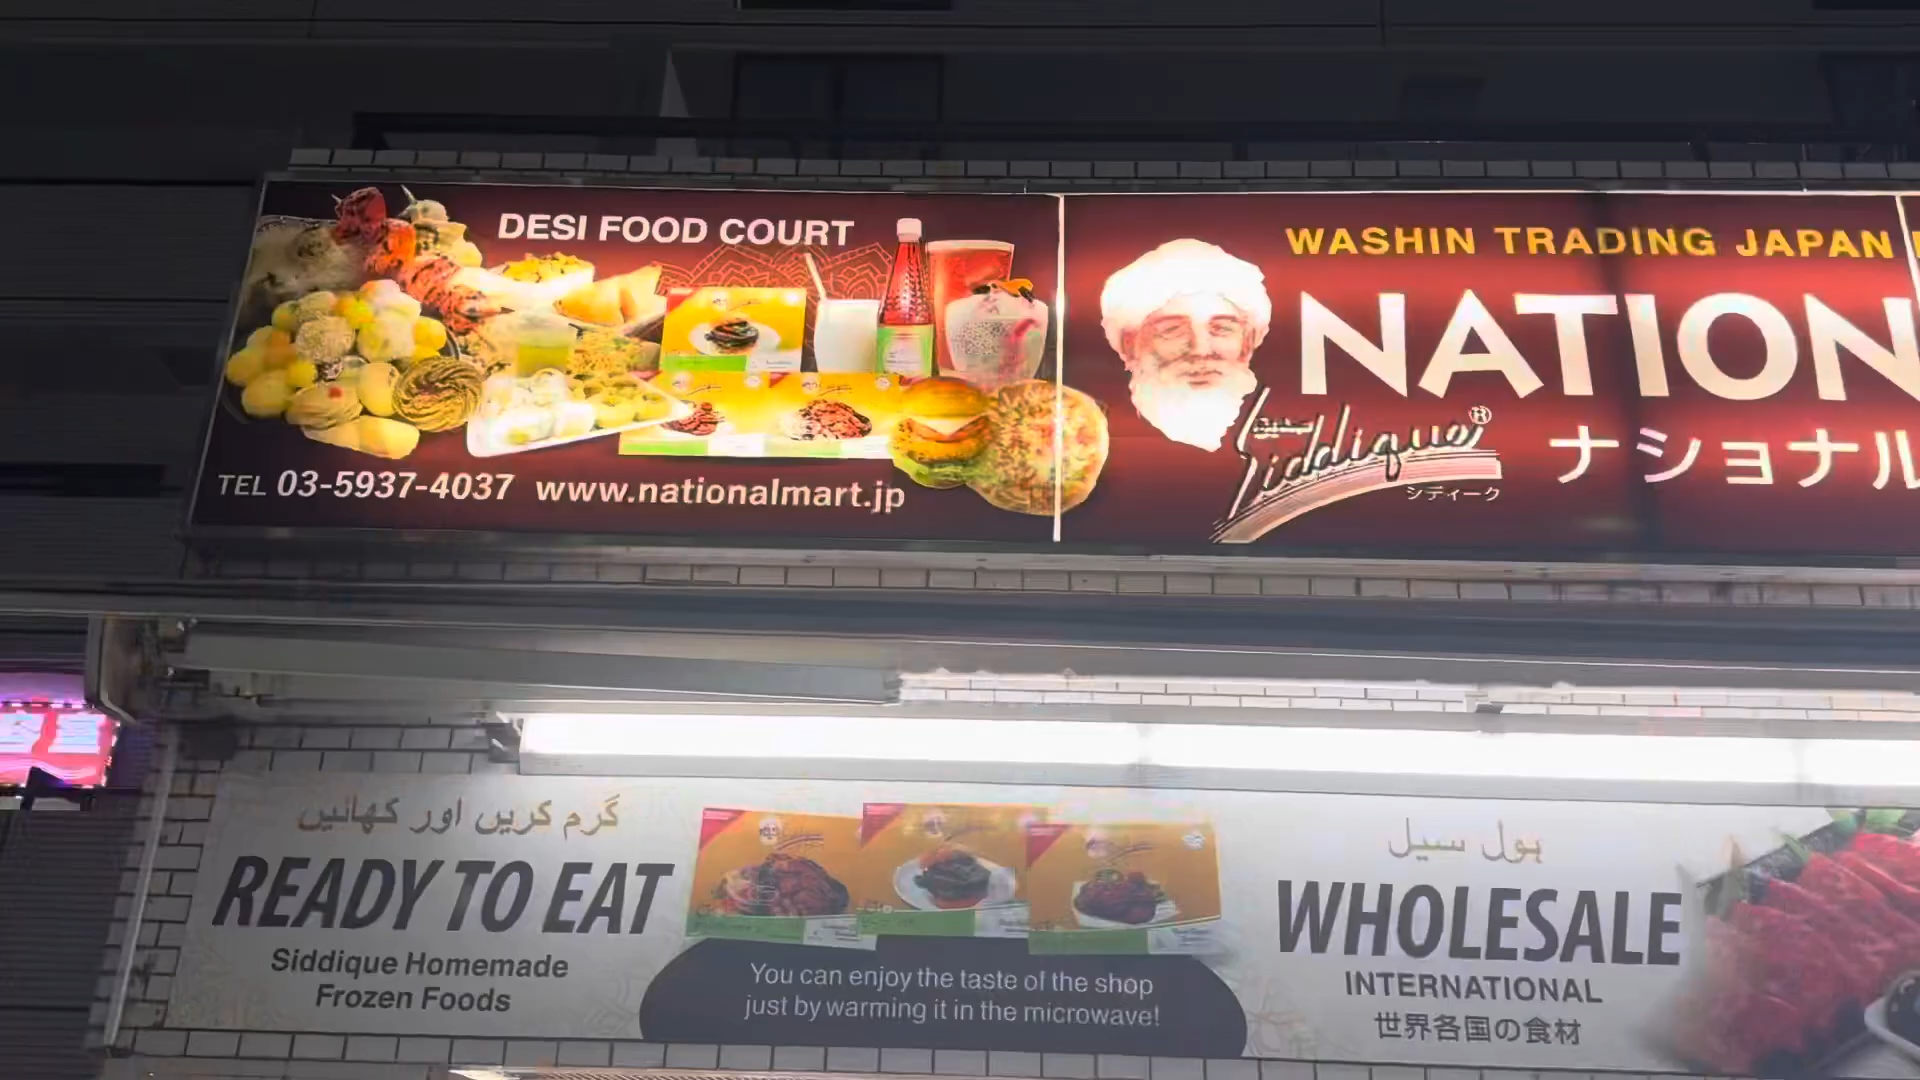 DESI FOOD COURT
TEL 03-5937-4037 www.nationalmart.jp
WASHIN TRADING JAPAN
NATION
Siddique®
シディーク
ナショナル
گرم کریں اور کھائیں
READY TO EAT
Siddique Homemade
Frozen Foods
You can enjoy the taste of the shop
just by warming it in the microwave!
ہول سیل
WHOLESALE
INTERNATIONAL
世界各国の食材